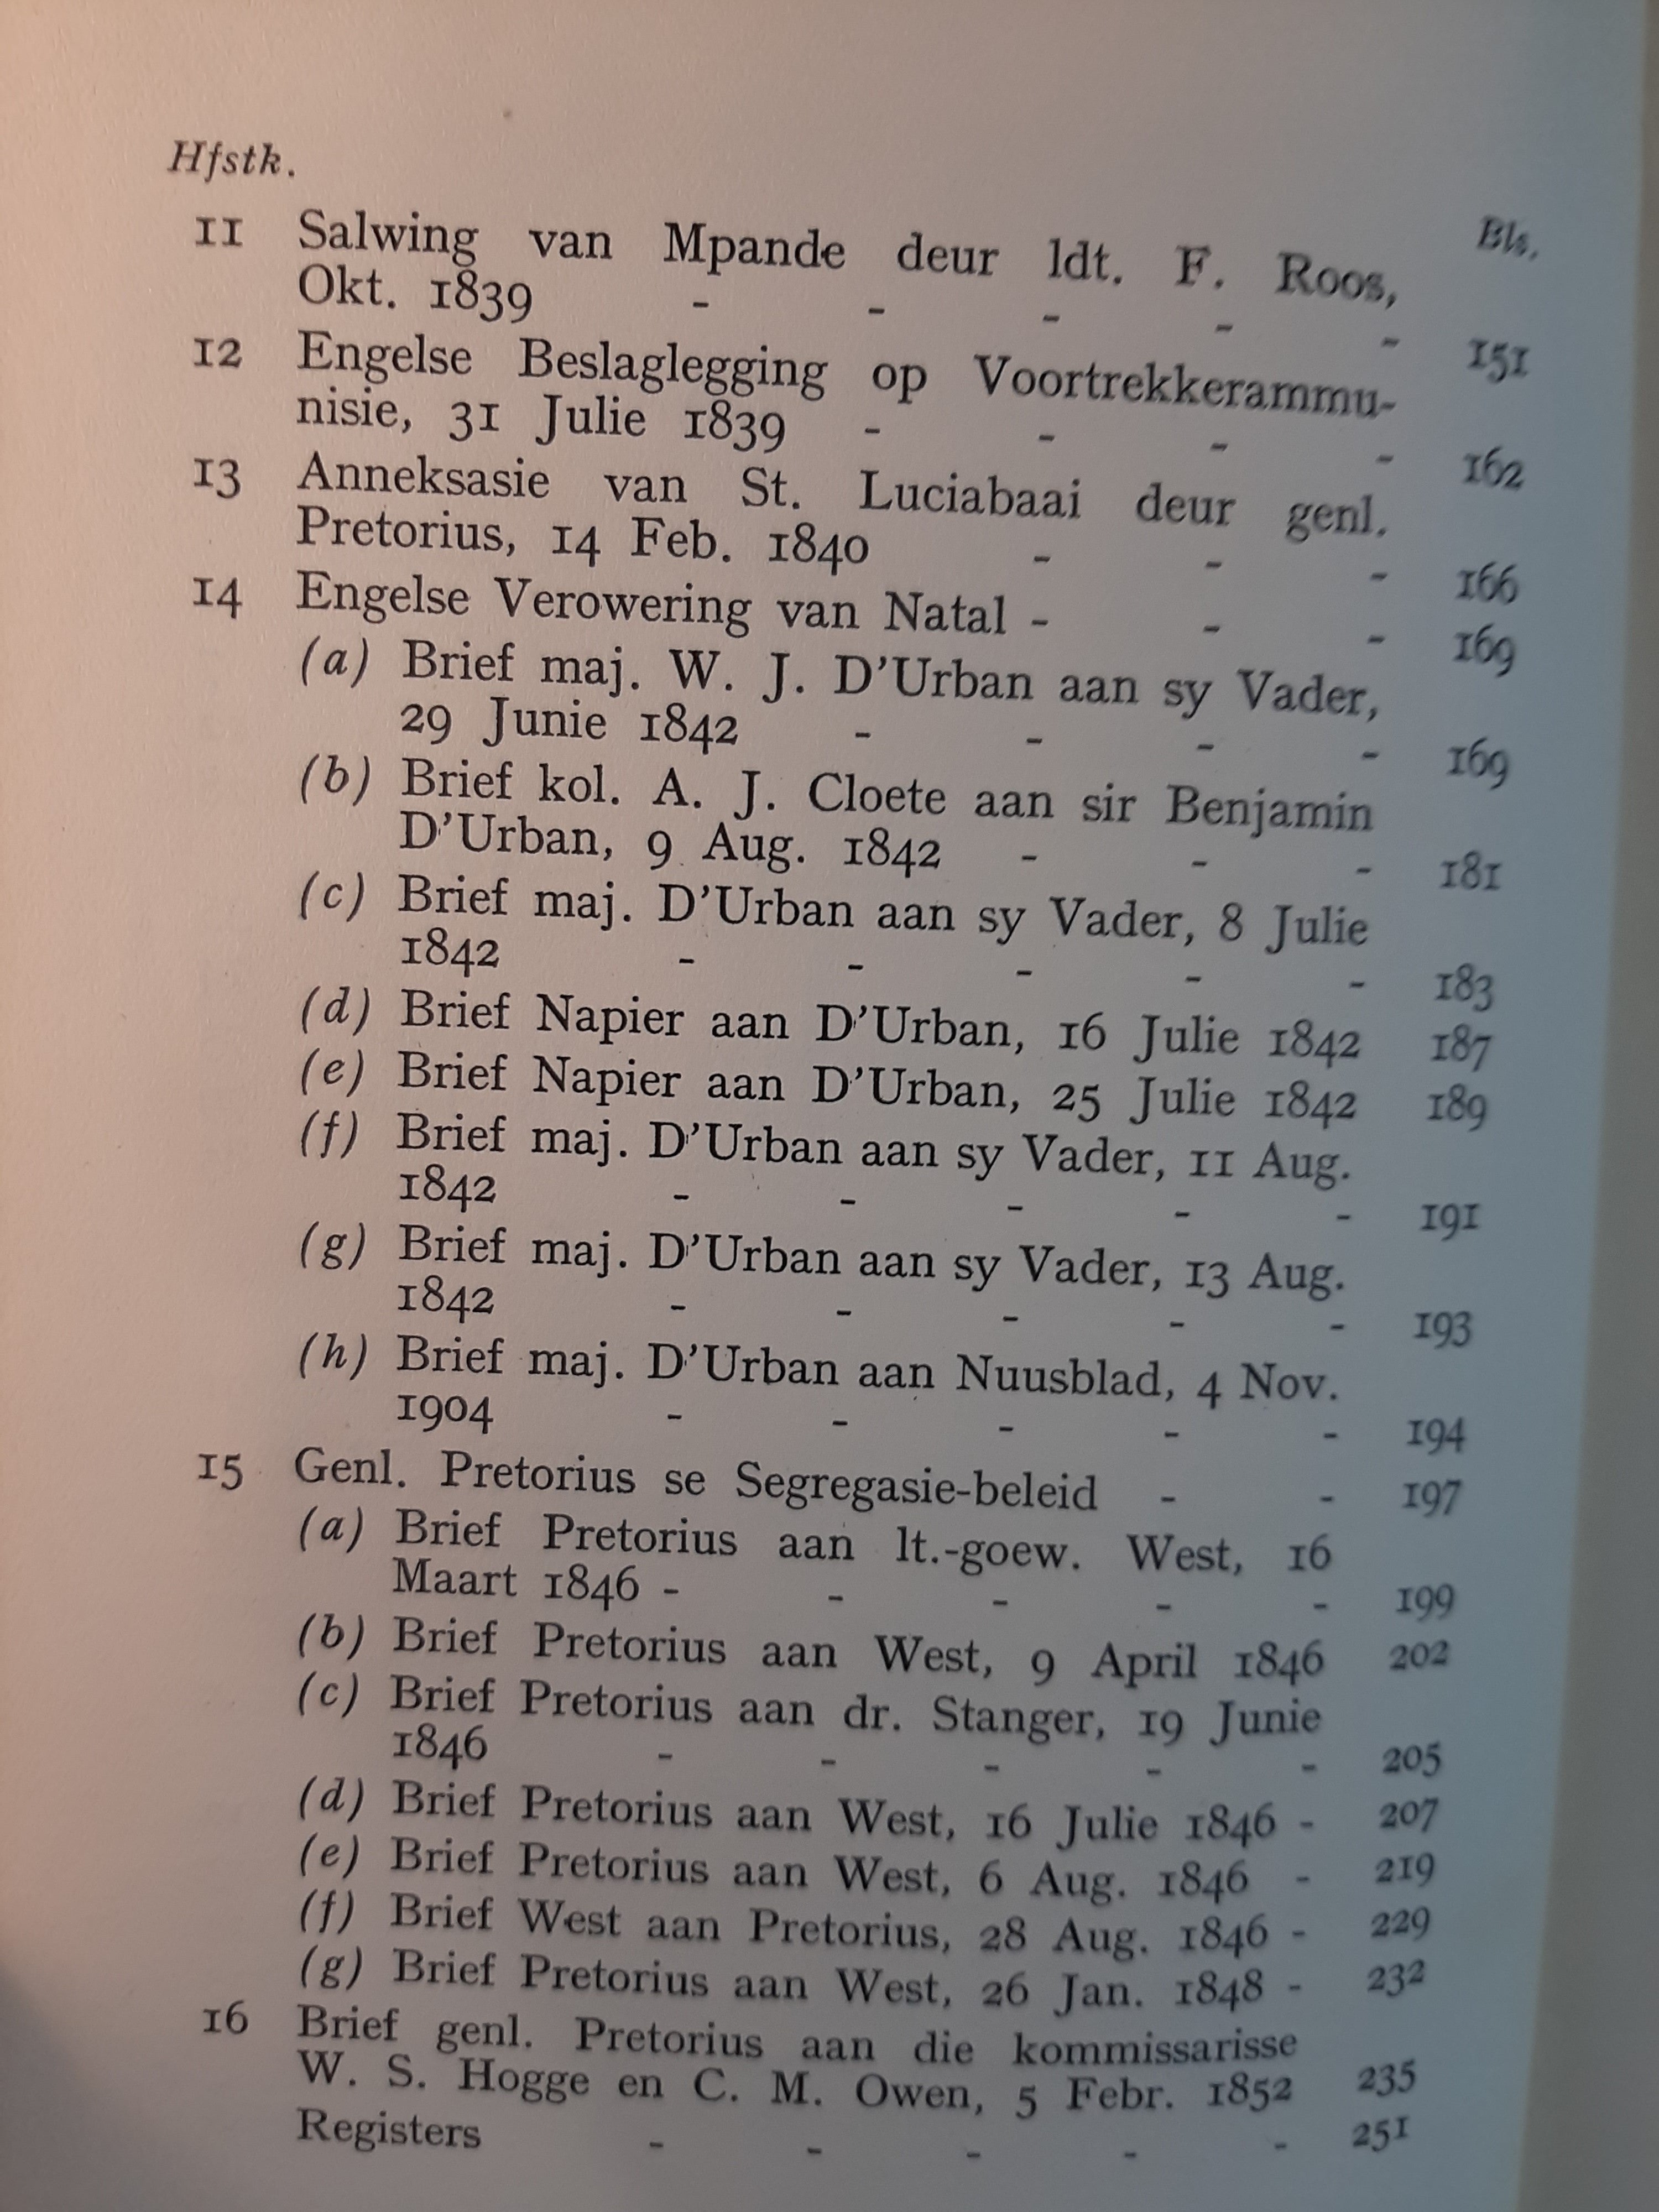 Hfstk.
Bls.
11 Salwing van Mpande deur ldt. F. Roos,
Okt. 1839 - - - - - 151
12 Engelse Beslaglegging op Voortrekkerammu-
nisie, 31 Julie 1839 - - - - 162
13 Anneksasie van St. Luciabaai deur genl.
Pretorius, 14 Feb. 1840 - - - 166
14 Engelse Verowering van Natal - - - 169
(a) Brief maj. W. J. D'Urban aan sy Vader,
29 Junie 1842 - - - - 169
(b) Brief kol. A. J. Cloete aan sir Benjamin
D'Urban, 9 Aug. 1842 - - - 181
(c) Brief maj. D'Urban aan sy Vader, 8 Julie
1842 - - - - - 183
(d) Brief Napier aan D'Urban, 16 Julie 1842 187
(e) Brief Napier aan D'Urban, 25 Julie 1842 189
(f) Brief maj. D'Urban aan sy Vader, 11 Aug.
1842 - - - - - 191
(g) Brief maj. D'Urban aan sy Vader, 13 Aug.
1842 - - - - - 193
(h) Brief maj. D'Urban aan Nuusblad, 4 Nov.
1904 - - - - - 194
15 Genl. Pretorius se Segregasie-beleid - - 197
(a) Brief Pretorius aan lt.-goew. West, 16
Maart 1846 - - - - - 199
(b) Brief Pretorius aan West, 9 April 1846 202
(c) Brief Pretorius aan dr. Stanger, 19 Junie
1846 - - - - - 205
(d) Brief Pretorius aan West, 16 Julie 1846 - 207
(e) Brief Pretorius aan West, 6 Aug. 1846 - 219
(f) Brief West aan Pretorius, 28 Aug. 1846 - 229
(g) Brief Pretorius aan West, 26 Jan. 1848 - 232
16 Brief genl. Pretorius aan die kommissarisse
W. S. Hogge en C. M. Owen, 5 Febr. 1852 235
Registers - - - - - 251